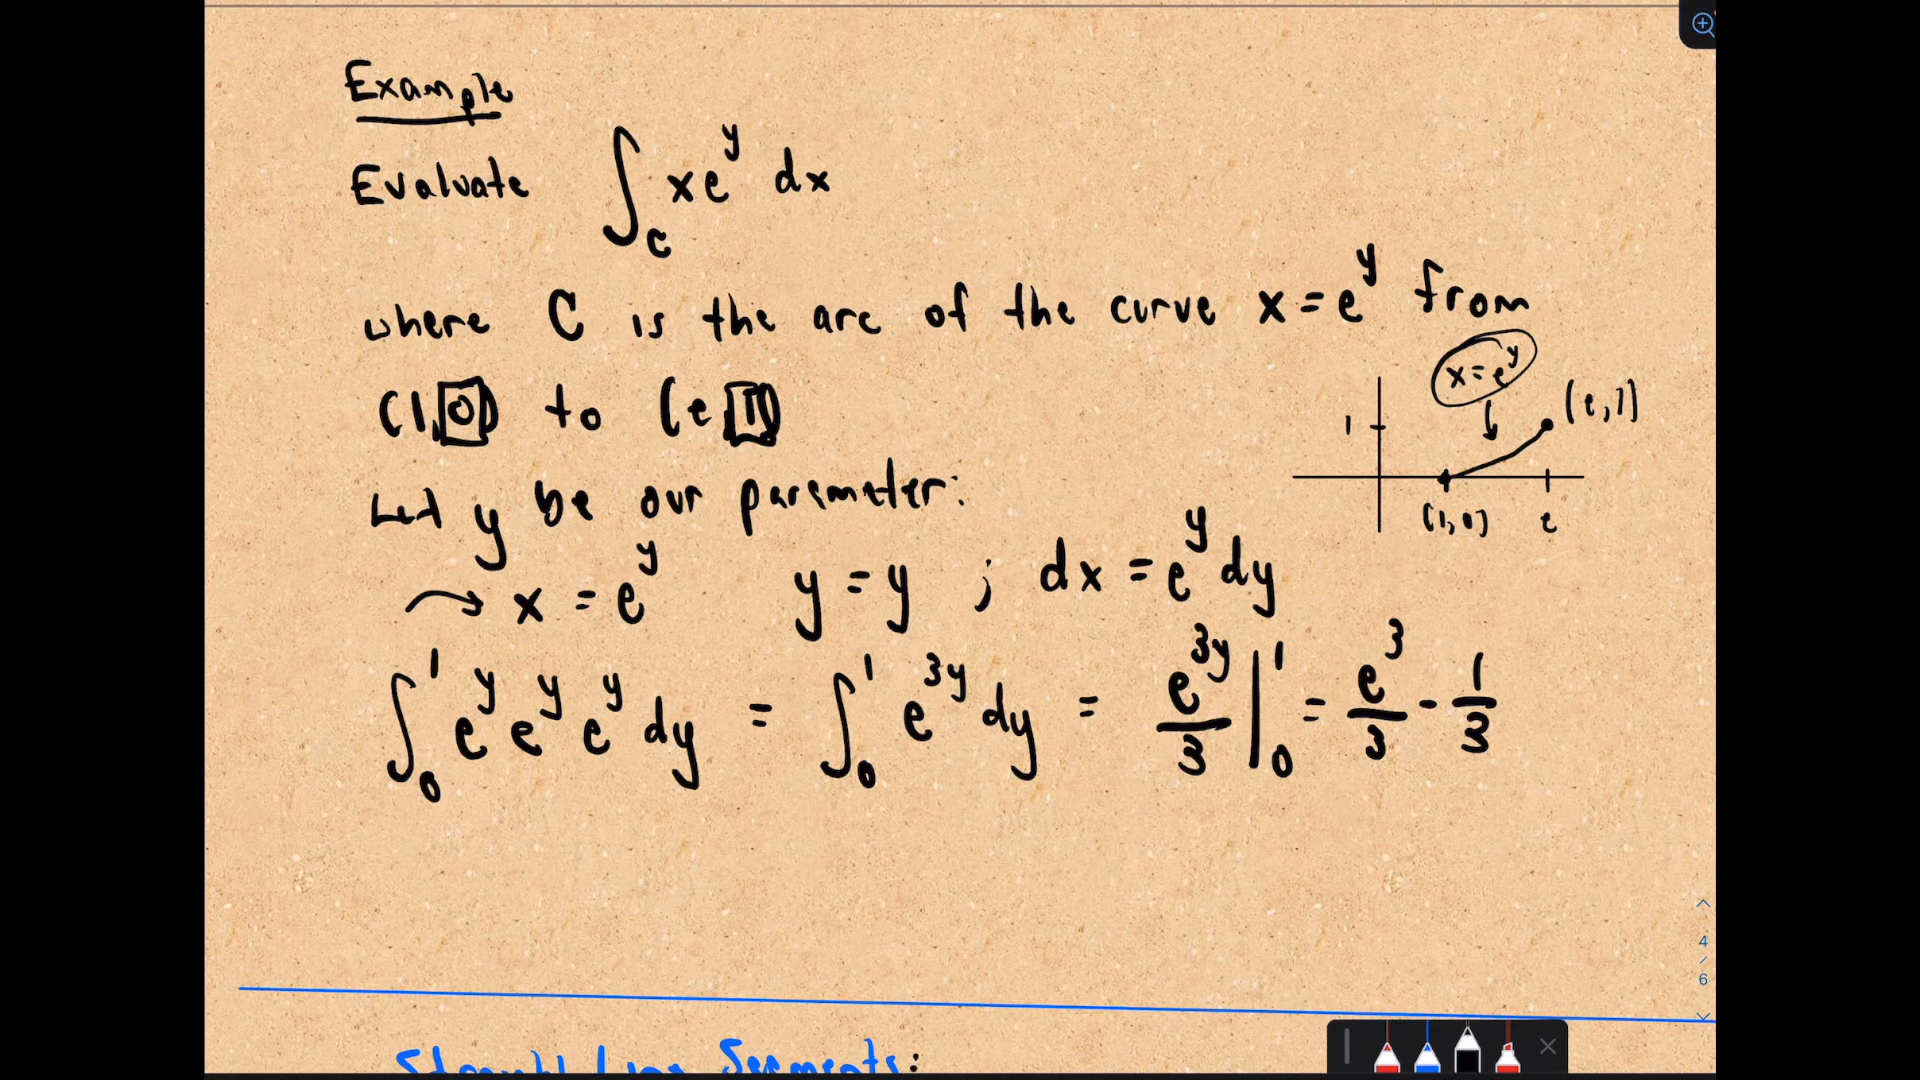 Example
Evaluate ∫_C xe^y dx
where C is the arc of the curve x = e^y from
(1,0) to (e,1)
x = e^y
(e,1)
1
(1,0) e
Let y be our parameter:
→ x = e^y y = y ; dx = e^y dy
∫_0^1 e^y e^y e^y dy = ∫_0^1 e^{3y} dy = e^{3y}/3 |_0^1 = e^3/3 - 1/3
4
/
6
Line Segments: